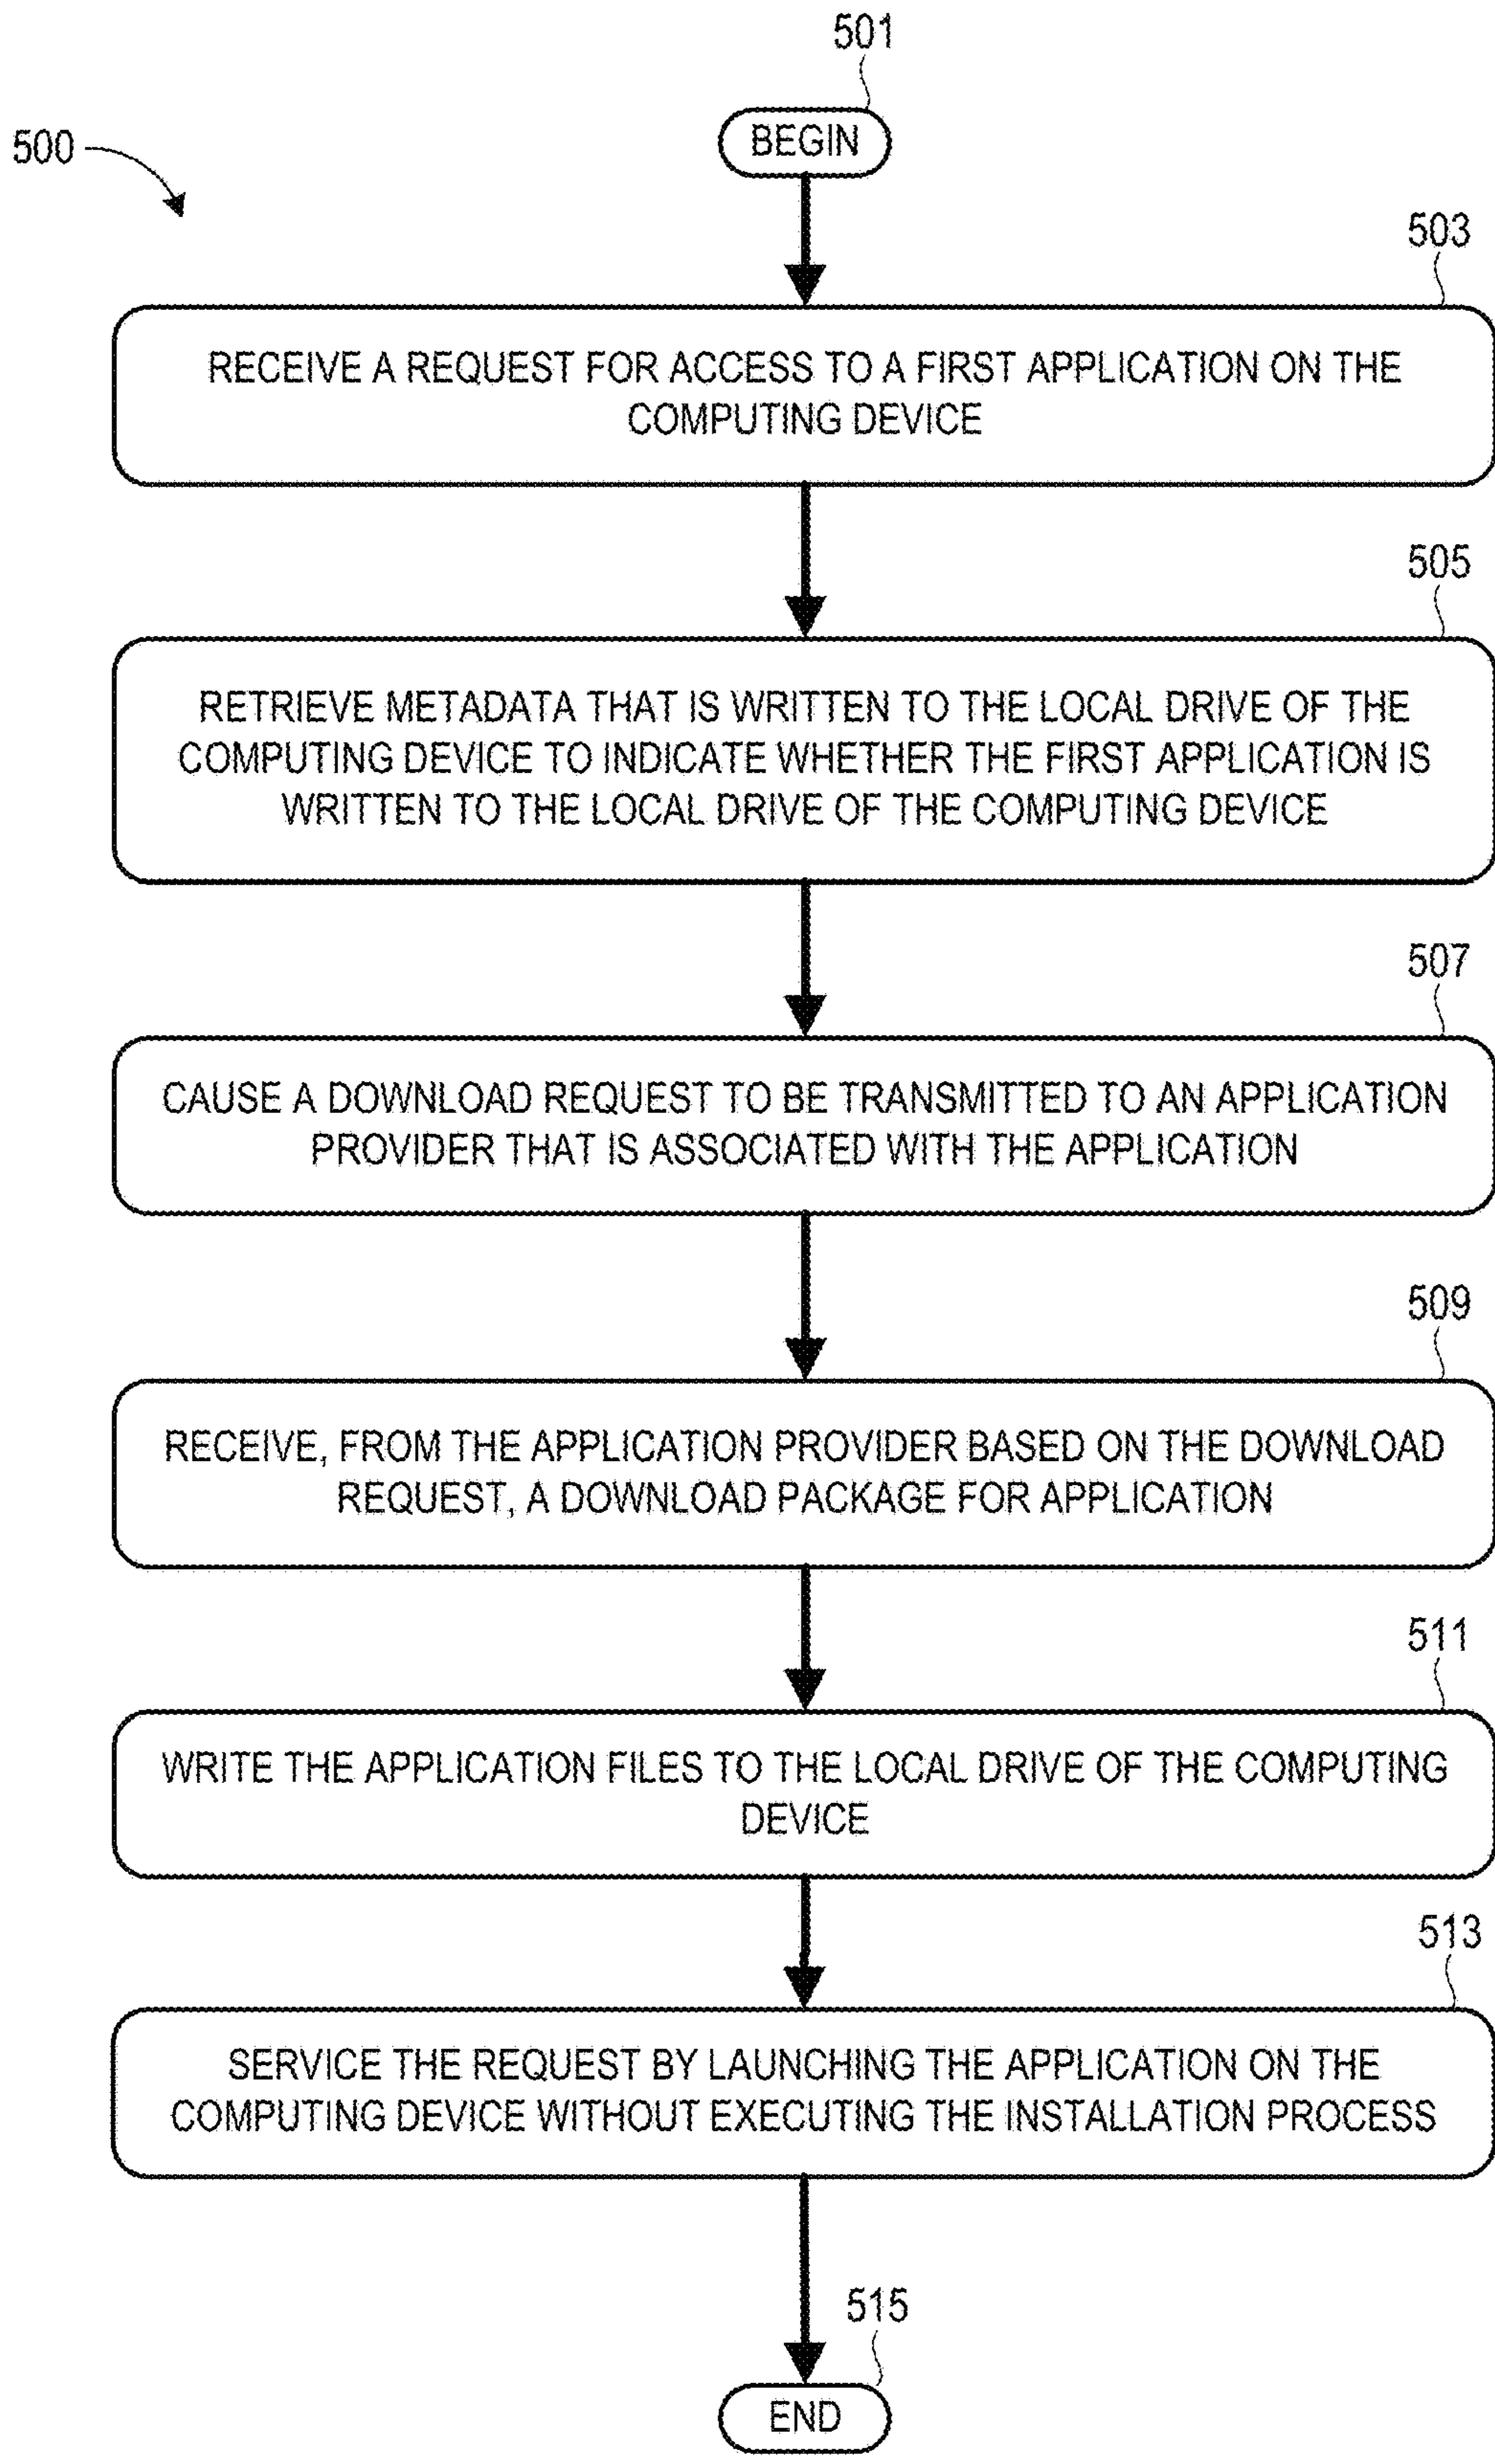 501
BEGIN
500
503
RECEIVE A REQUEST FOR ACCESS TO A FIRST APPLICATION ON THE
COMPUTING DEVICE
505
RETRIEVE METADATA THAT IS WRITTEN TO THE LOCAL DRIVE OF THE
COMPUTING DEVICE TO INDICATE WHETHER THE FIRST APPLICATION IS
WRITTEN TO THE LOCAL DRIVE OF THE COMPUTING DEVICE
507
CAUSE A DOWNLOAD REQUEST TO BE TRANSMITTED TO AN APPLICATION
PROVIDER THAT IS ASSOCIATED WITH THE APPLICATION
509
RECEIVE, FROM THE APPLICATION PROVIDER BASED ON THE DOWNLOAD
REQUEST, A DOWNLOAD PACKAGE FOR APPLICATION
511
WRITE THE APPLICATION FILES TO THE LOCAL DRIVE OF THE COMPUTING
DEVICE
513
SERVICE THE REQUEST BY LAUNCHING THE APPLICATION ON THE
COMPUTING DEVICE WITHOUT EXECUTING THE INSTALLATION PROCESS
515
END